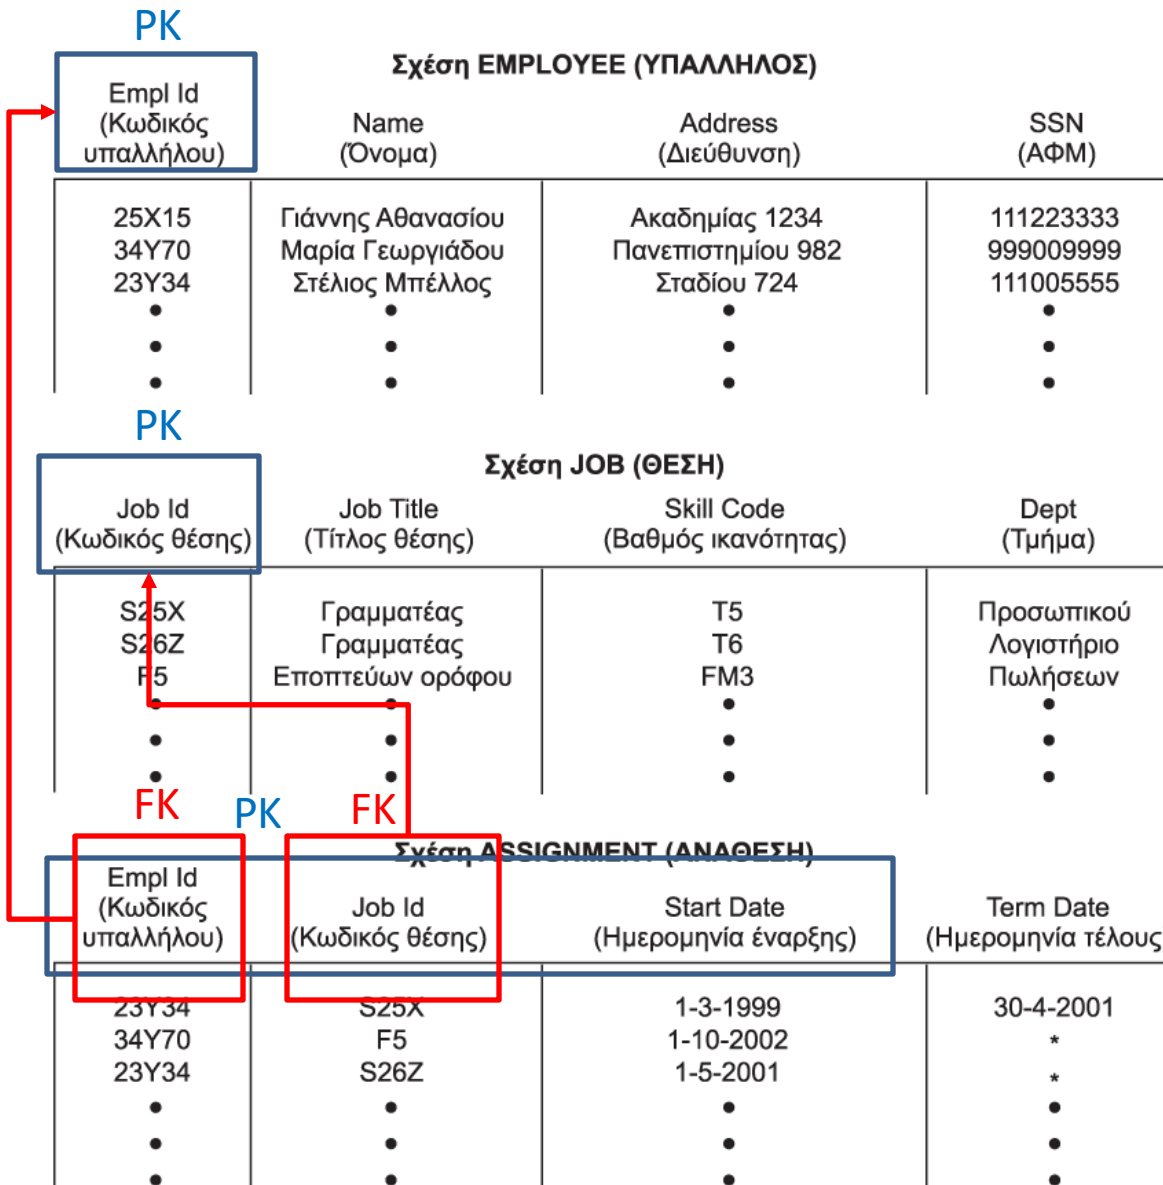 PK
Σχέση EMPLOYEE (ΥΠΑΛΛΗΛΟΣ)
Empl Id
(Κωδικός
υπαλλήλου)
Name
(Όνομα)
Address
(Διεύθυνση)
SSN
(ΑΦΜ)
25X15 Γιάννης Αθανασίου Ακαδημίας 1234 111223333
34Y70 Μαρία Γεωργιάδου Πανεπιστημίου 982 999009999
23Y34 Στέλιος Μπέλλος Σταδίου 724 111005555
PK
Σχέση JOB (ΘΕΣΗ)
Job Id
(Κωδικός θέσης)
Job Title
(Τίτλος θέσης)
Skill Code
(Βαθμός ικανότητας)
Dept
(Τμήμα)
S25X Γραμματέας T5 Προσωπικού
S26Z Γραμματέας T6 Λογιστήριο
F5 Εποπτεύων ορόφου FM3 Πωλήσεων
FK PK FK
Σχέση ASSIGNMENT (ΑΝΑΘΕΣΗ)
Empl Id
(Κωδικός
υπαλλήλου)
Job Id
(Κωδικός θέσης)
Start Date
(Ημερομηνία έναρξης)
Term Date
(Ημερομηνία τέλους
23Y34 S25X 1-3-1999 30-4-2001
34Y70 F5 1-10-2002 *
23Y34 S26Z 1-5-2001 *